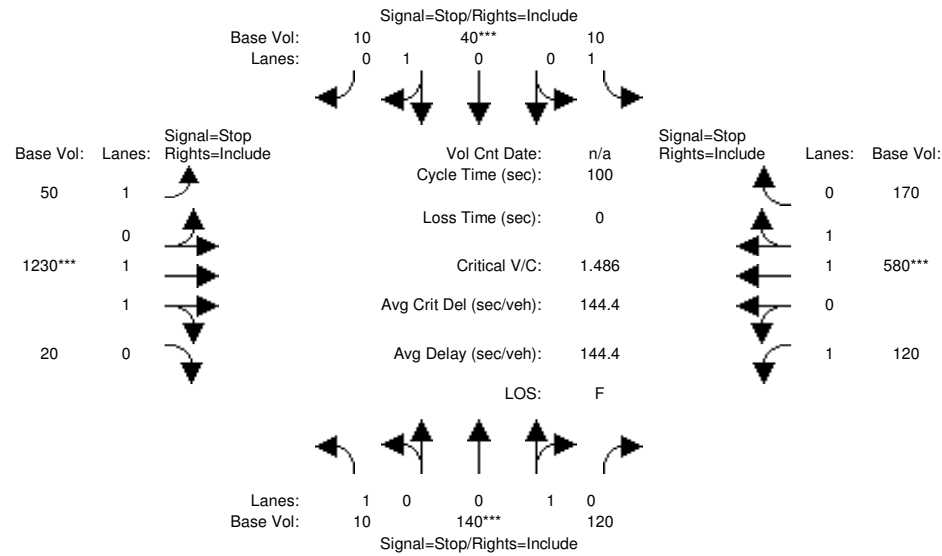 Signal=Stop/Rights=Include
Base Vol: 10 40*** 10
Lanes: 0 1 0 0 1
Signal=Stop
Rights=Include
Base Vol: Lanes:
Vol Cnt Date: n/a
Signal=Stop
Rights=Include
Lanes: Base Vol:
Cycle Time (sec): 100
50 1
0 170
Loss Time (sec): 0
0
1
1230*** 1
Critical V/C: 1.486
1 580***
1
Avg Crit Del (sec/veh): 144.4
0
20 0
Avg Delay (sec/veh): 144.4
1 120
LOS: F
Lanes: 1 0 0 1 0
Base Vol: 10 140*** 120
Signal=Stop/Rights=Include